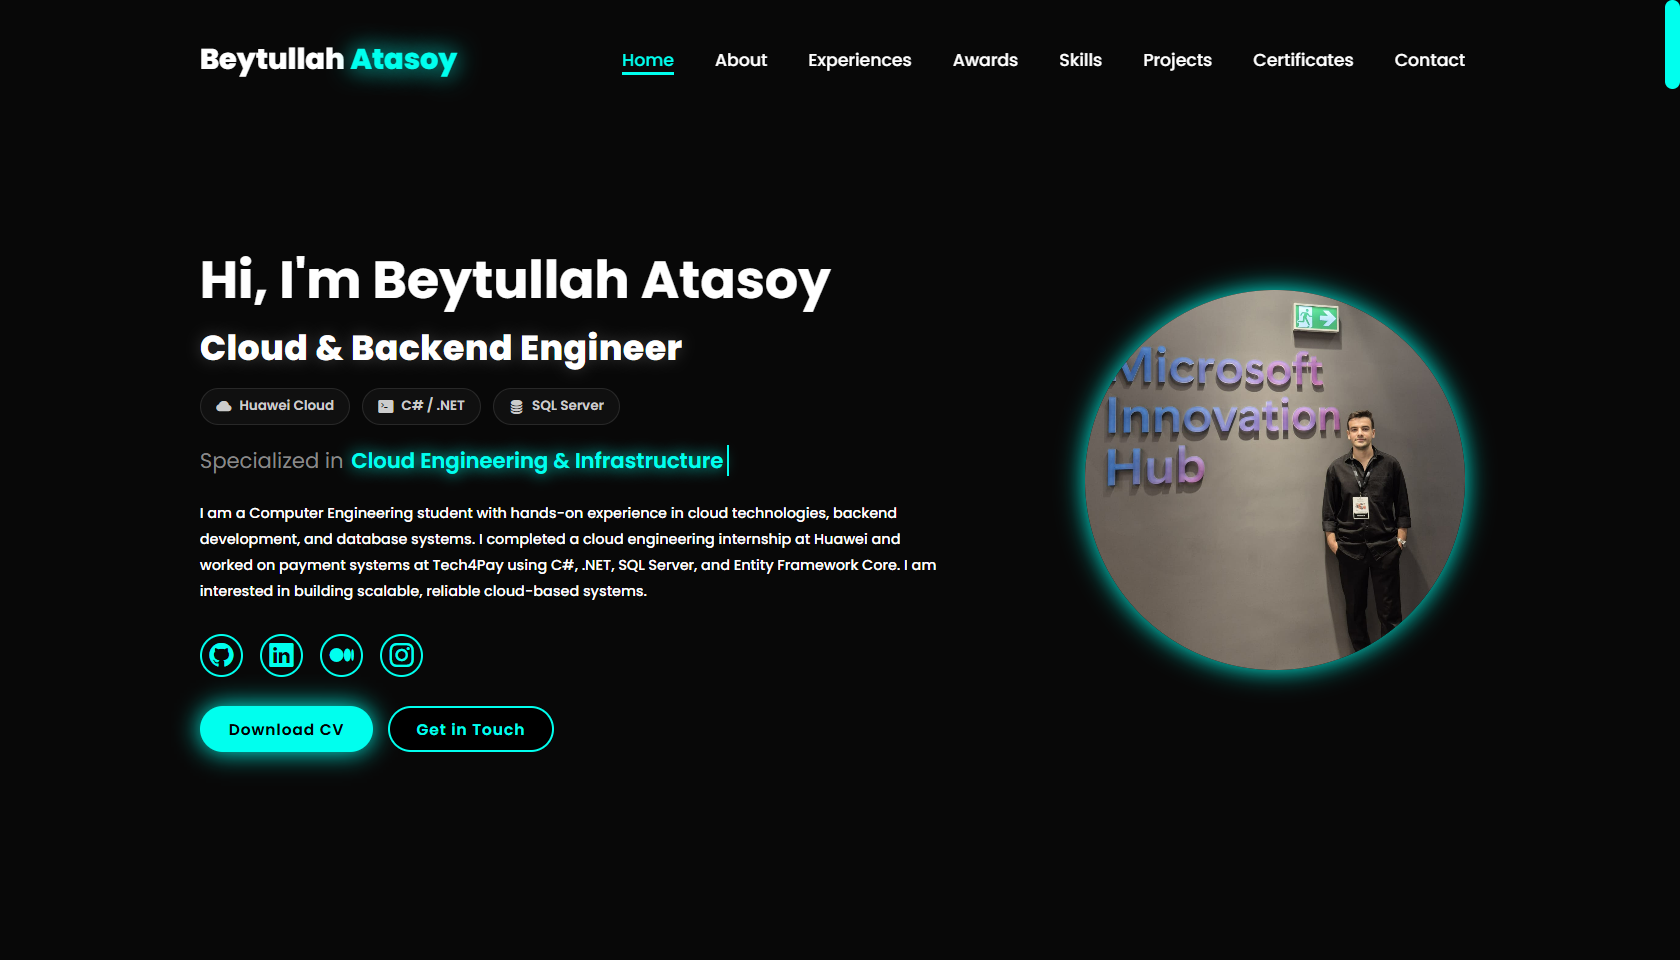 Beytullah Atasoy
Home About Experiences Awards Skills Projects Certificates Contact
Hi, I'm Beytullah Atasoy
Cloud & Backend Engineer
Huawei Cloud C# / .NET SQL Server
Specialized in Cloud Engineering & Infrastructure
I am a Computer Engineering student with hands-on experience in cloud technologies, backend
development, and database systems. I completed a cloud engineering internship at Huawei and
worked on payment systems at Tech4Pay using C#, .NET, SQL Server, and Entity Framework Core. I am
interested in building scalable, reliable cloud-based systems.
in
Download CV Get in Touch
Microsoft
Innovation
Hub